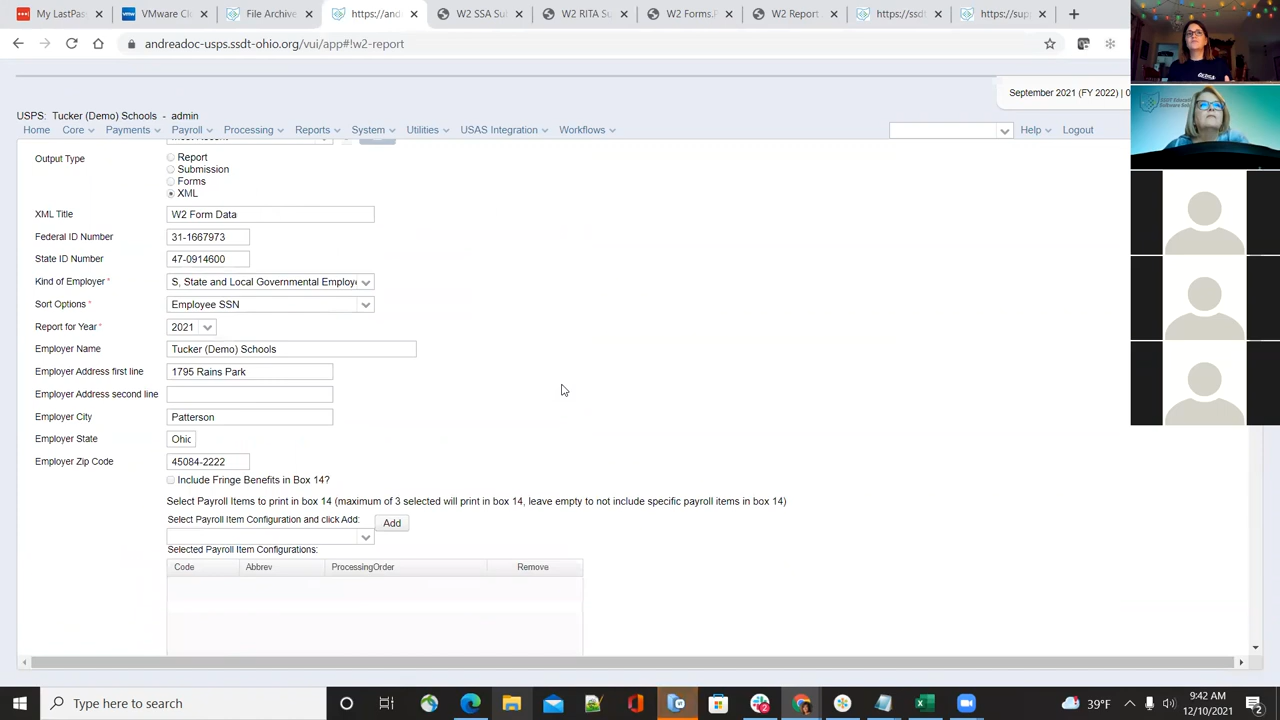 My LastPas
VMware C
File Archive
https://and
W2 SSA Su
W2 RITA Su
W2 Forms.
W2 Report
https://ssd
https://sup
andreadoc-usps.ssdt-ohio.org/vui/app#!w2-report
September 2021 (FY 2022) | 0
USPS: Tucker (Demo) Schools - admin
Home Core Payments Payroll Processing Reports System Utilities USAS Integration Workflows Help Logout
Output Type
Report
Submission
Forms
XML
XML Title W2 Form Data
Federal ID Number 31-1667973
State ID Number 47-0914600
Kind of Employer * S, State and Local Governmental Employ
Sort Options * Employee SSN
Report for Year * 2021
Employer Name Tucker (Demo) Schools
Employer Address first line 1795 Rains Park
Employer Address second line
Employer City Patterson
Employer State Ohic
Employer Zip Code 45084-2222
Include Fringe Benefits in Box 14?
Select Payroll Items to print in box 14 (maximum of 3 selected will print in box 14, leave empty to not include specific payroll items in box 14)
Select Payroll Item Configuration and click Add: Add
Selected Payroll Item Configurations:
Code Abbrev ProcessingOrder Remove
Type here to search
39°F
9:42 AM
12/10/2021
2